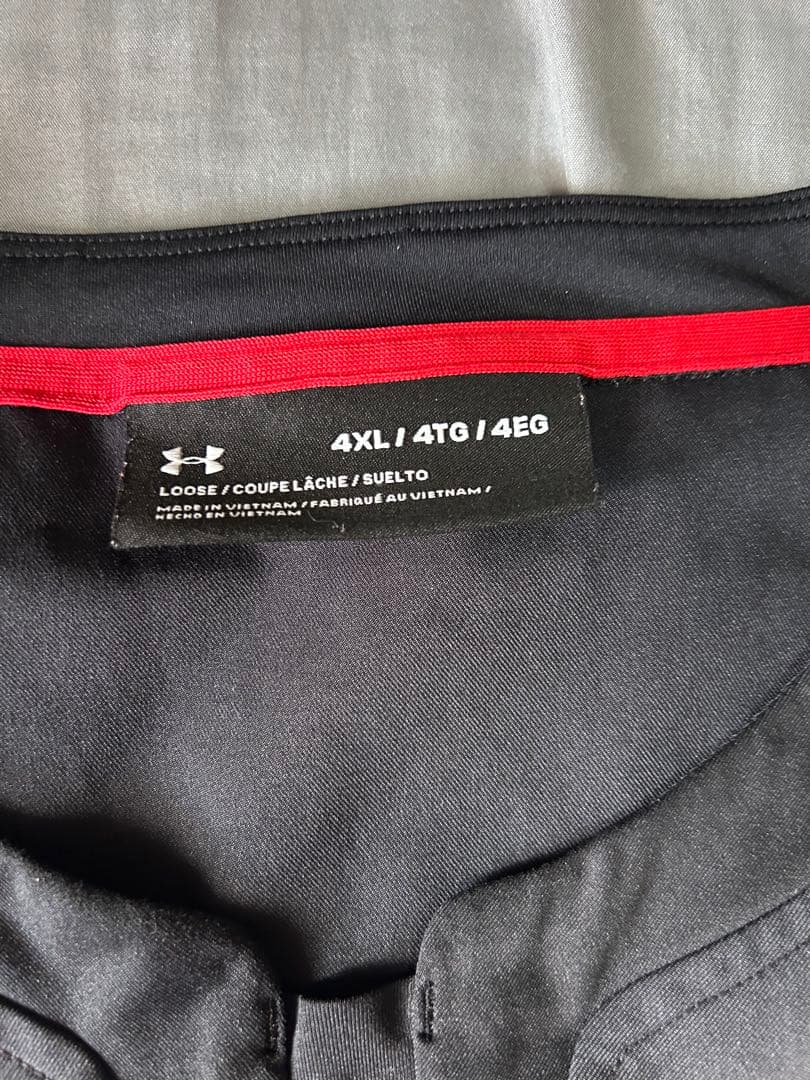 4XL / 4TG / 4EG
LOOSE / COUPE LÂCHE / SUELTO
MADE IN VIETNAM / FABRIQUÉ AU VIETNAM /
HECHO EN VIETNAM